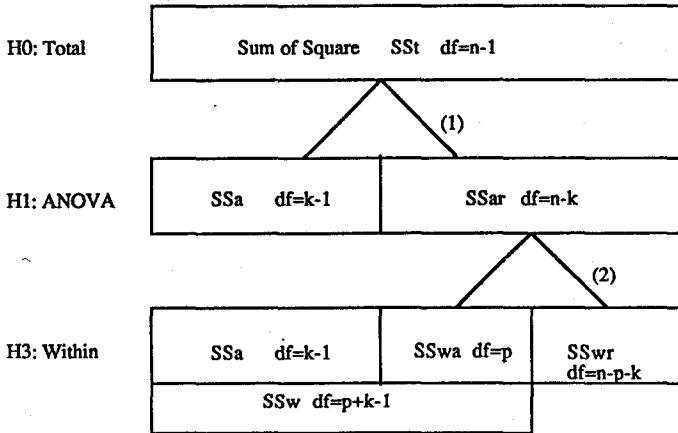 H0: Total
Sum of Square SSt df=n-1
(1)
H1: ANOVA
SSa df=k-1
SSar df=n-k
(2)
H3: Within
SSa df=k-1
SSwa df=p
SSwr
df=n-p-k
SSw df=p+k-1